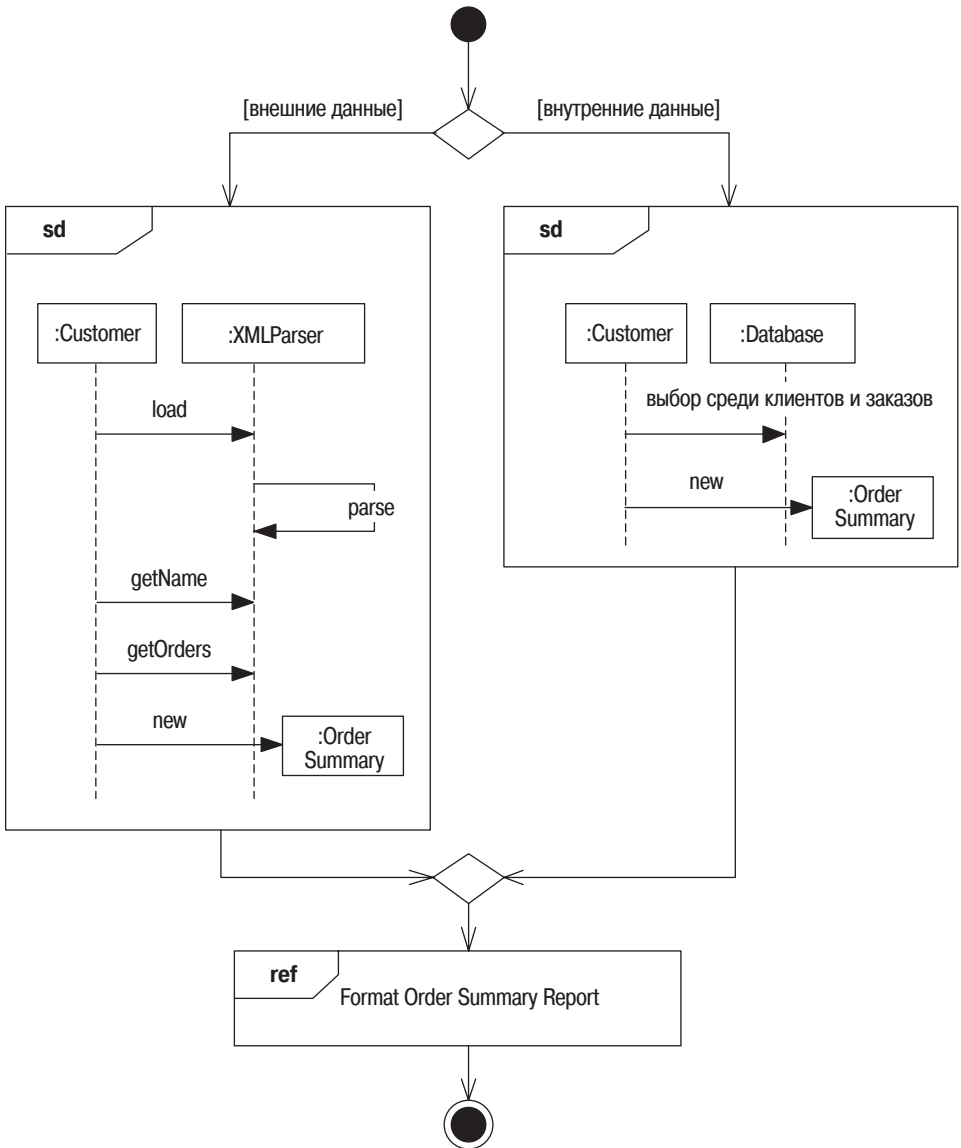 [внешние данные]
[внутренние данные]
sd
:Customer
:XMLParser
load
parse
getName
getOrders
new
:Order
Summary
sd
:Customer
:Database
выбор среди клиентов и заказов
new
:Order
Summary
ref
Format Order Summary Report